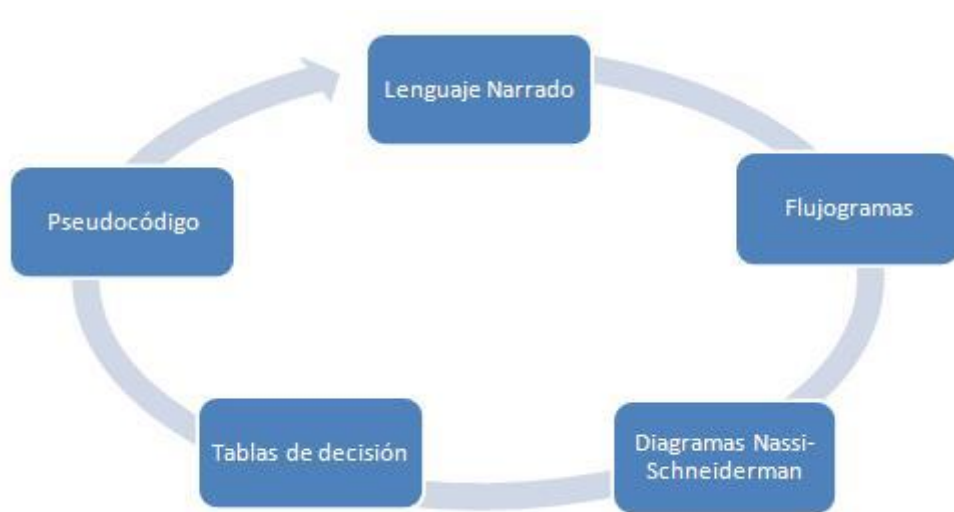 Lenguaje Narrado
Flujogramas
Diagramas Nassi-
Schneiderman
Tablas de decisión
Pseudocódigo